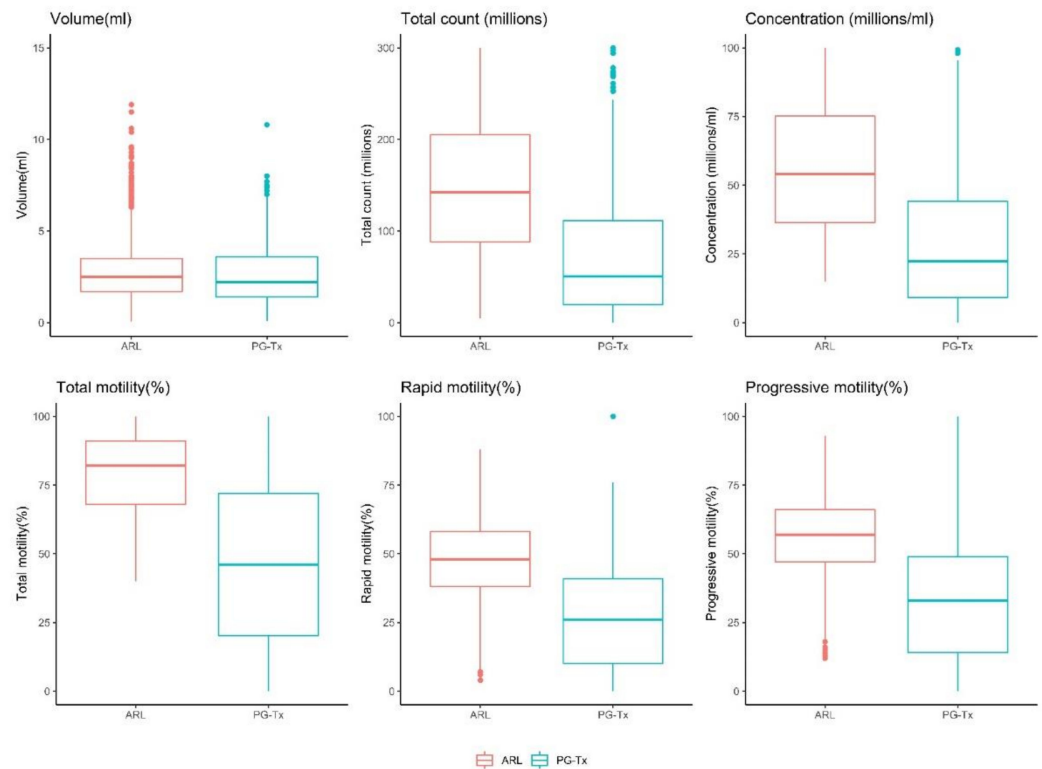 Volume(ml)
Total count (millions)
Concentration (millions/ml)
15
10
5
0
Volume(ml)
ARL
PG-Tx
300
200
100
0
Total count (millions)
ARL
PG-Tx
100
75
50
25
0
Concentration (millions/ml)
ARL
PG-Tx
Total motility(%)
Rapid motility(%)
Progressive motility(%)
100
75
50
25
0
Total motility(%)
ARL
PG-Tx
100
75
50
25
0
Rapid motility(%)
ARL
PG-Tx
100
75
50
25
0
Progressive motility(%)
ARL
PG-Tx
ARL PG-Tx